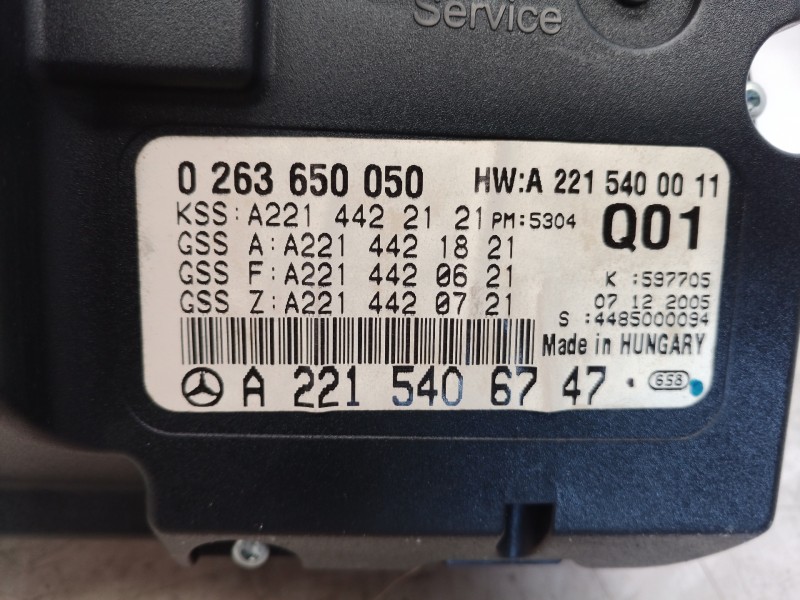 Service
0 263 650 050 HW:A 221 540 00 11
KSS:A221 442 21 21 PM:5304 Q01
GSS A:A221 442 18 21
GSS F:A221 442 06 21 K :597705
GSS Z:A221 442 07 21 07 12 2005
S :4485000094
Made in HUNGARY
A 221 540 67 47 658